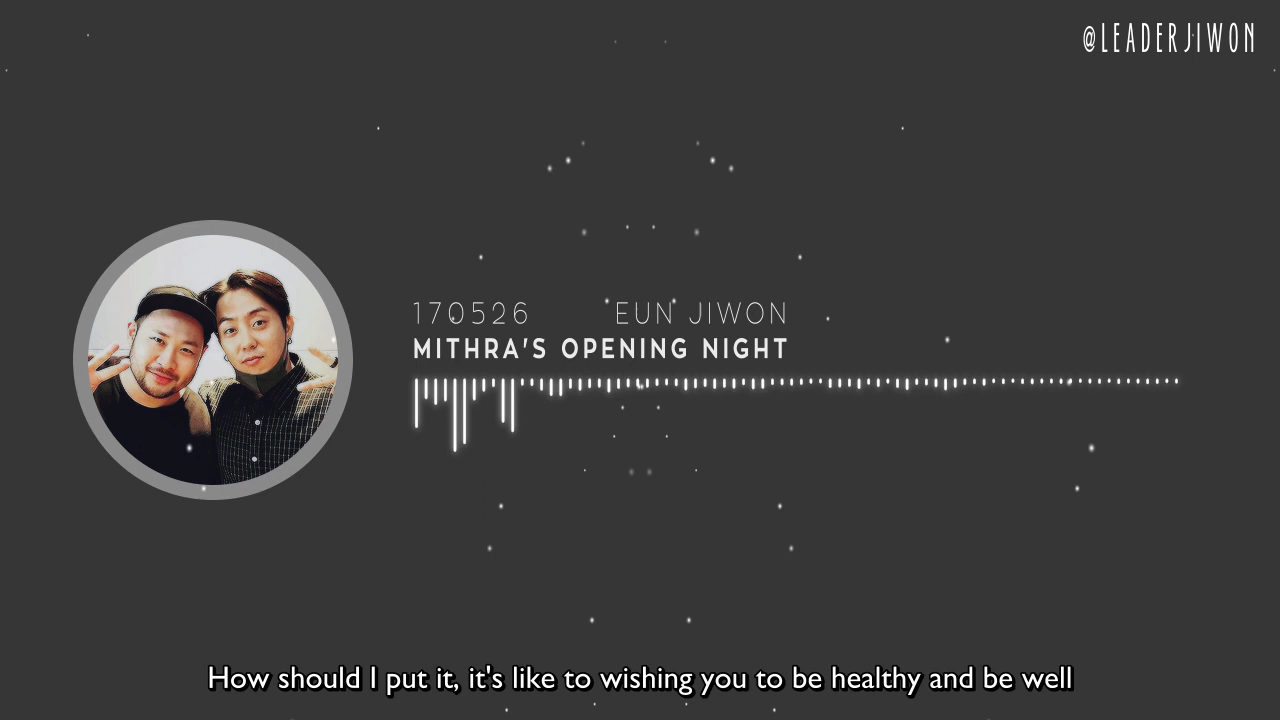 @LEADERJIWON
170526 EUN JIWON
MITHRA'S OPENING NIGHT
How should I put it, it's like to wishing you to be healthy and be well